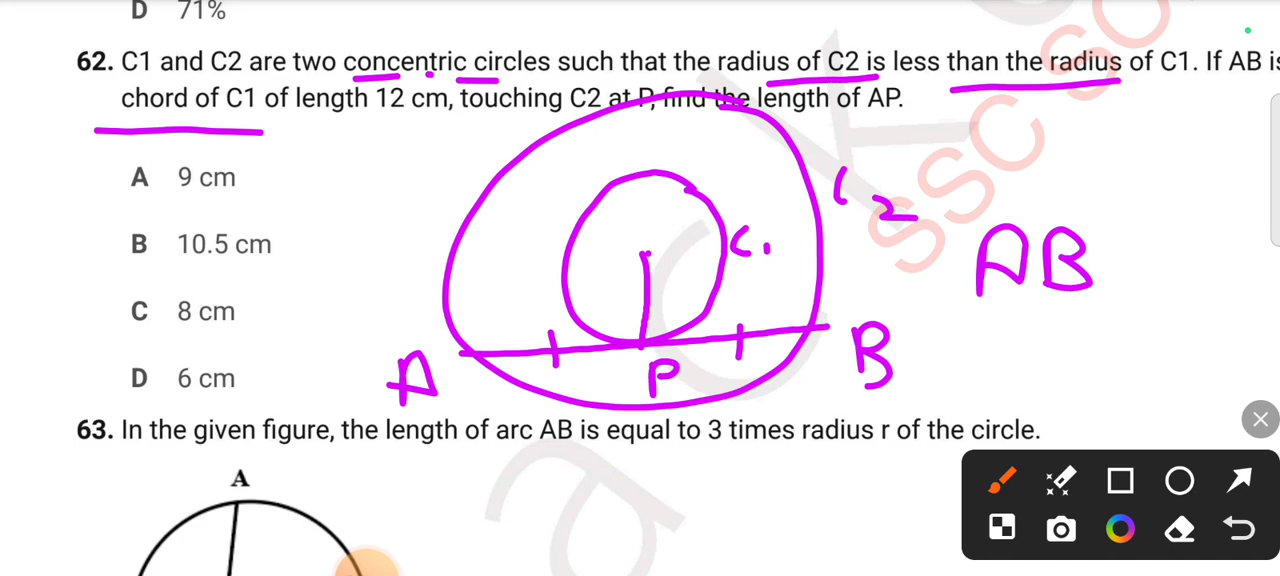 D 71%
62. C1 and C2 are two concentric circles such that the radius of C2 is less than the radius of C1. If AB is
chord of C1 of length 12 cm, touching C2 at P, find the length of AP.
A 9 cm
B 10.5 cm
C 8 cm
D 6 cm
C2
C1
AB
A
P
B
63. In the given figure, the length of arc AB is equal to 3 times radius r of the circle.
A
SSC